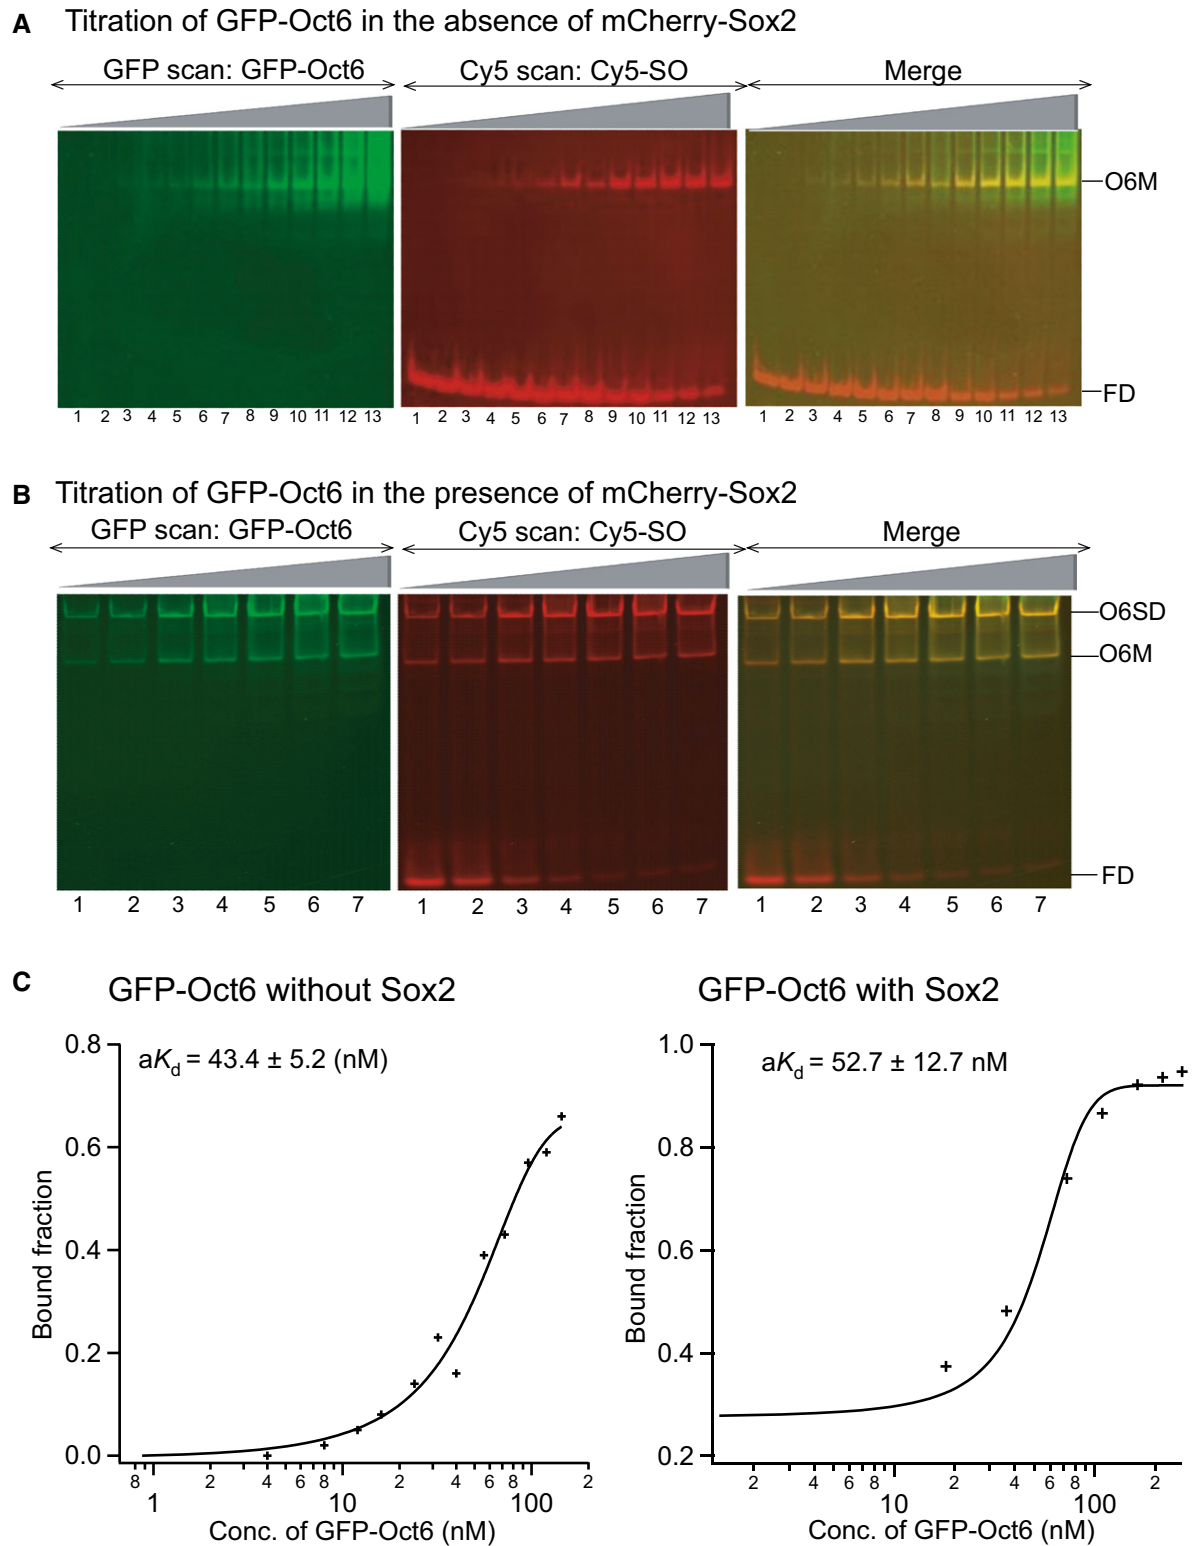 A Titration of GFP-Oct6 in the absence of mCherry-Sox2
GFP scan: GFP-Oct6 Cy5 scan: Cy5-SO Merge
O6M
FD
1 2 3 4 5 6 7 8 9 10 11 12 13 1 2 3 4 5 6 7 8 9 10 11 12 13 1 2 3 4 5 6 7 8 9 10 11 12 13
B Titration of GFP-Oct6 in the presence of mCherry-Sox2
GFP scan: GFP-Oct6 Cy5 scan: Cy5-SO Merge
O6SD
O6M
FD
1 2 3 4 5 6 7 1 2 3 4 5 6 7 1 2 3 4 5 6 7
C
GFP-Oct6 without Sox2
aKd = 43.4 ± 5.2 (nM)
Bound fraction
0.8
0.6
0.4
0.2
0.0
8 2 4 6 8 2 4 6 8 2
1 10 100
Conc. of GFP-Oct6 (nM)
GFP-Oct6 with Sox2
aKd = 52.7 ± 12.7 nM
Bound fraction
1.0
0.8
0.6
0.4
0.2
2 4 6 8 2 4 6 8 2
10 100
Conc. of GFP-Oct6 (nM)